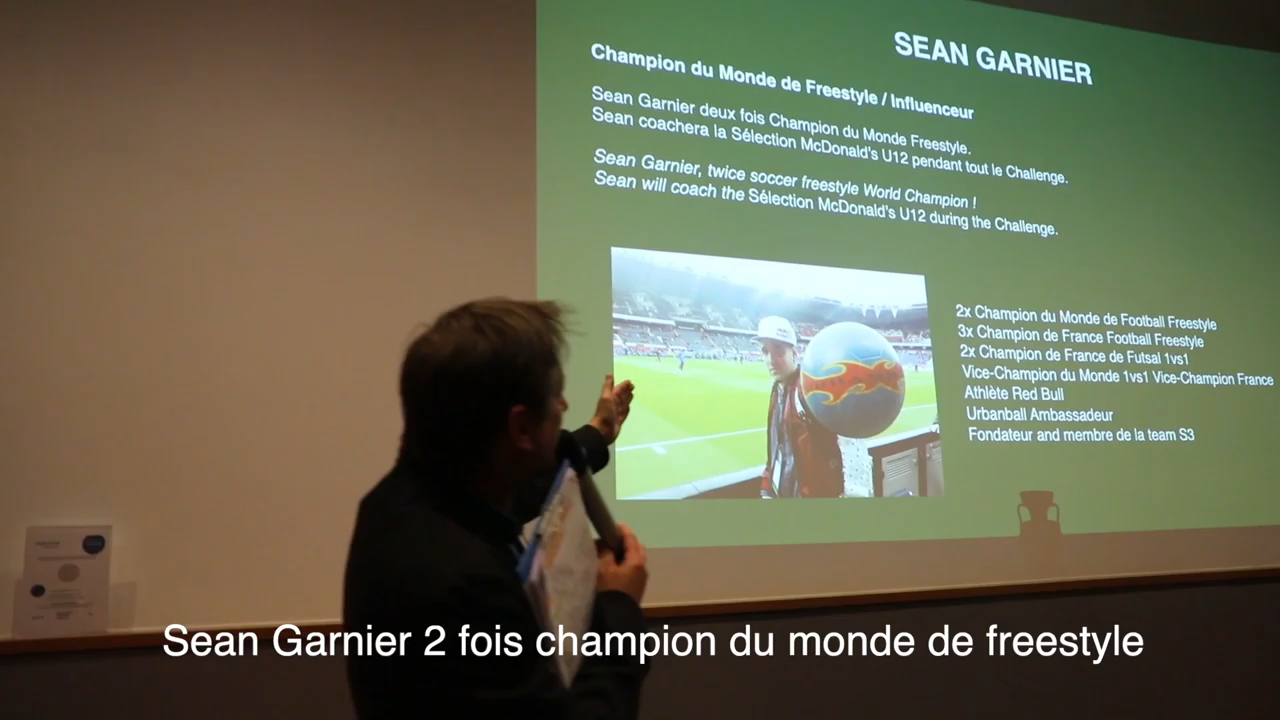 SEAN GARNIER
Champion du Monde de Freestyle / Influenceur
Sean Garnier deux fois Champion du Monde Freestyle.
Sean coachera la Sélection McDonald's U12 pendant tout le Challenge.
Sean Garnier, twice soccer freestyle World Champion !
Sean will coach the Sélection McDonald's U12 during the Challenge.
2x Champion du Monde de Football Freestyle
3x Champion de France Football Freestyle
2x Champion de France de Futsal 1vs1
Vice-Champion du Monde 1vs1 Vice-Champion France
Athlète Red Bull
Urbanball Ambassadeur
Fondateur and membre de la team S3
Sean Garnier 2 fois champion du monde de freestyle